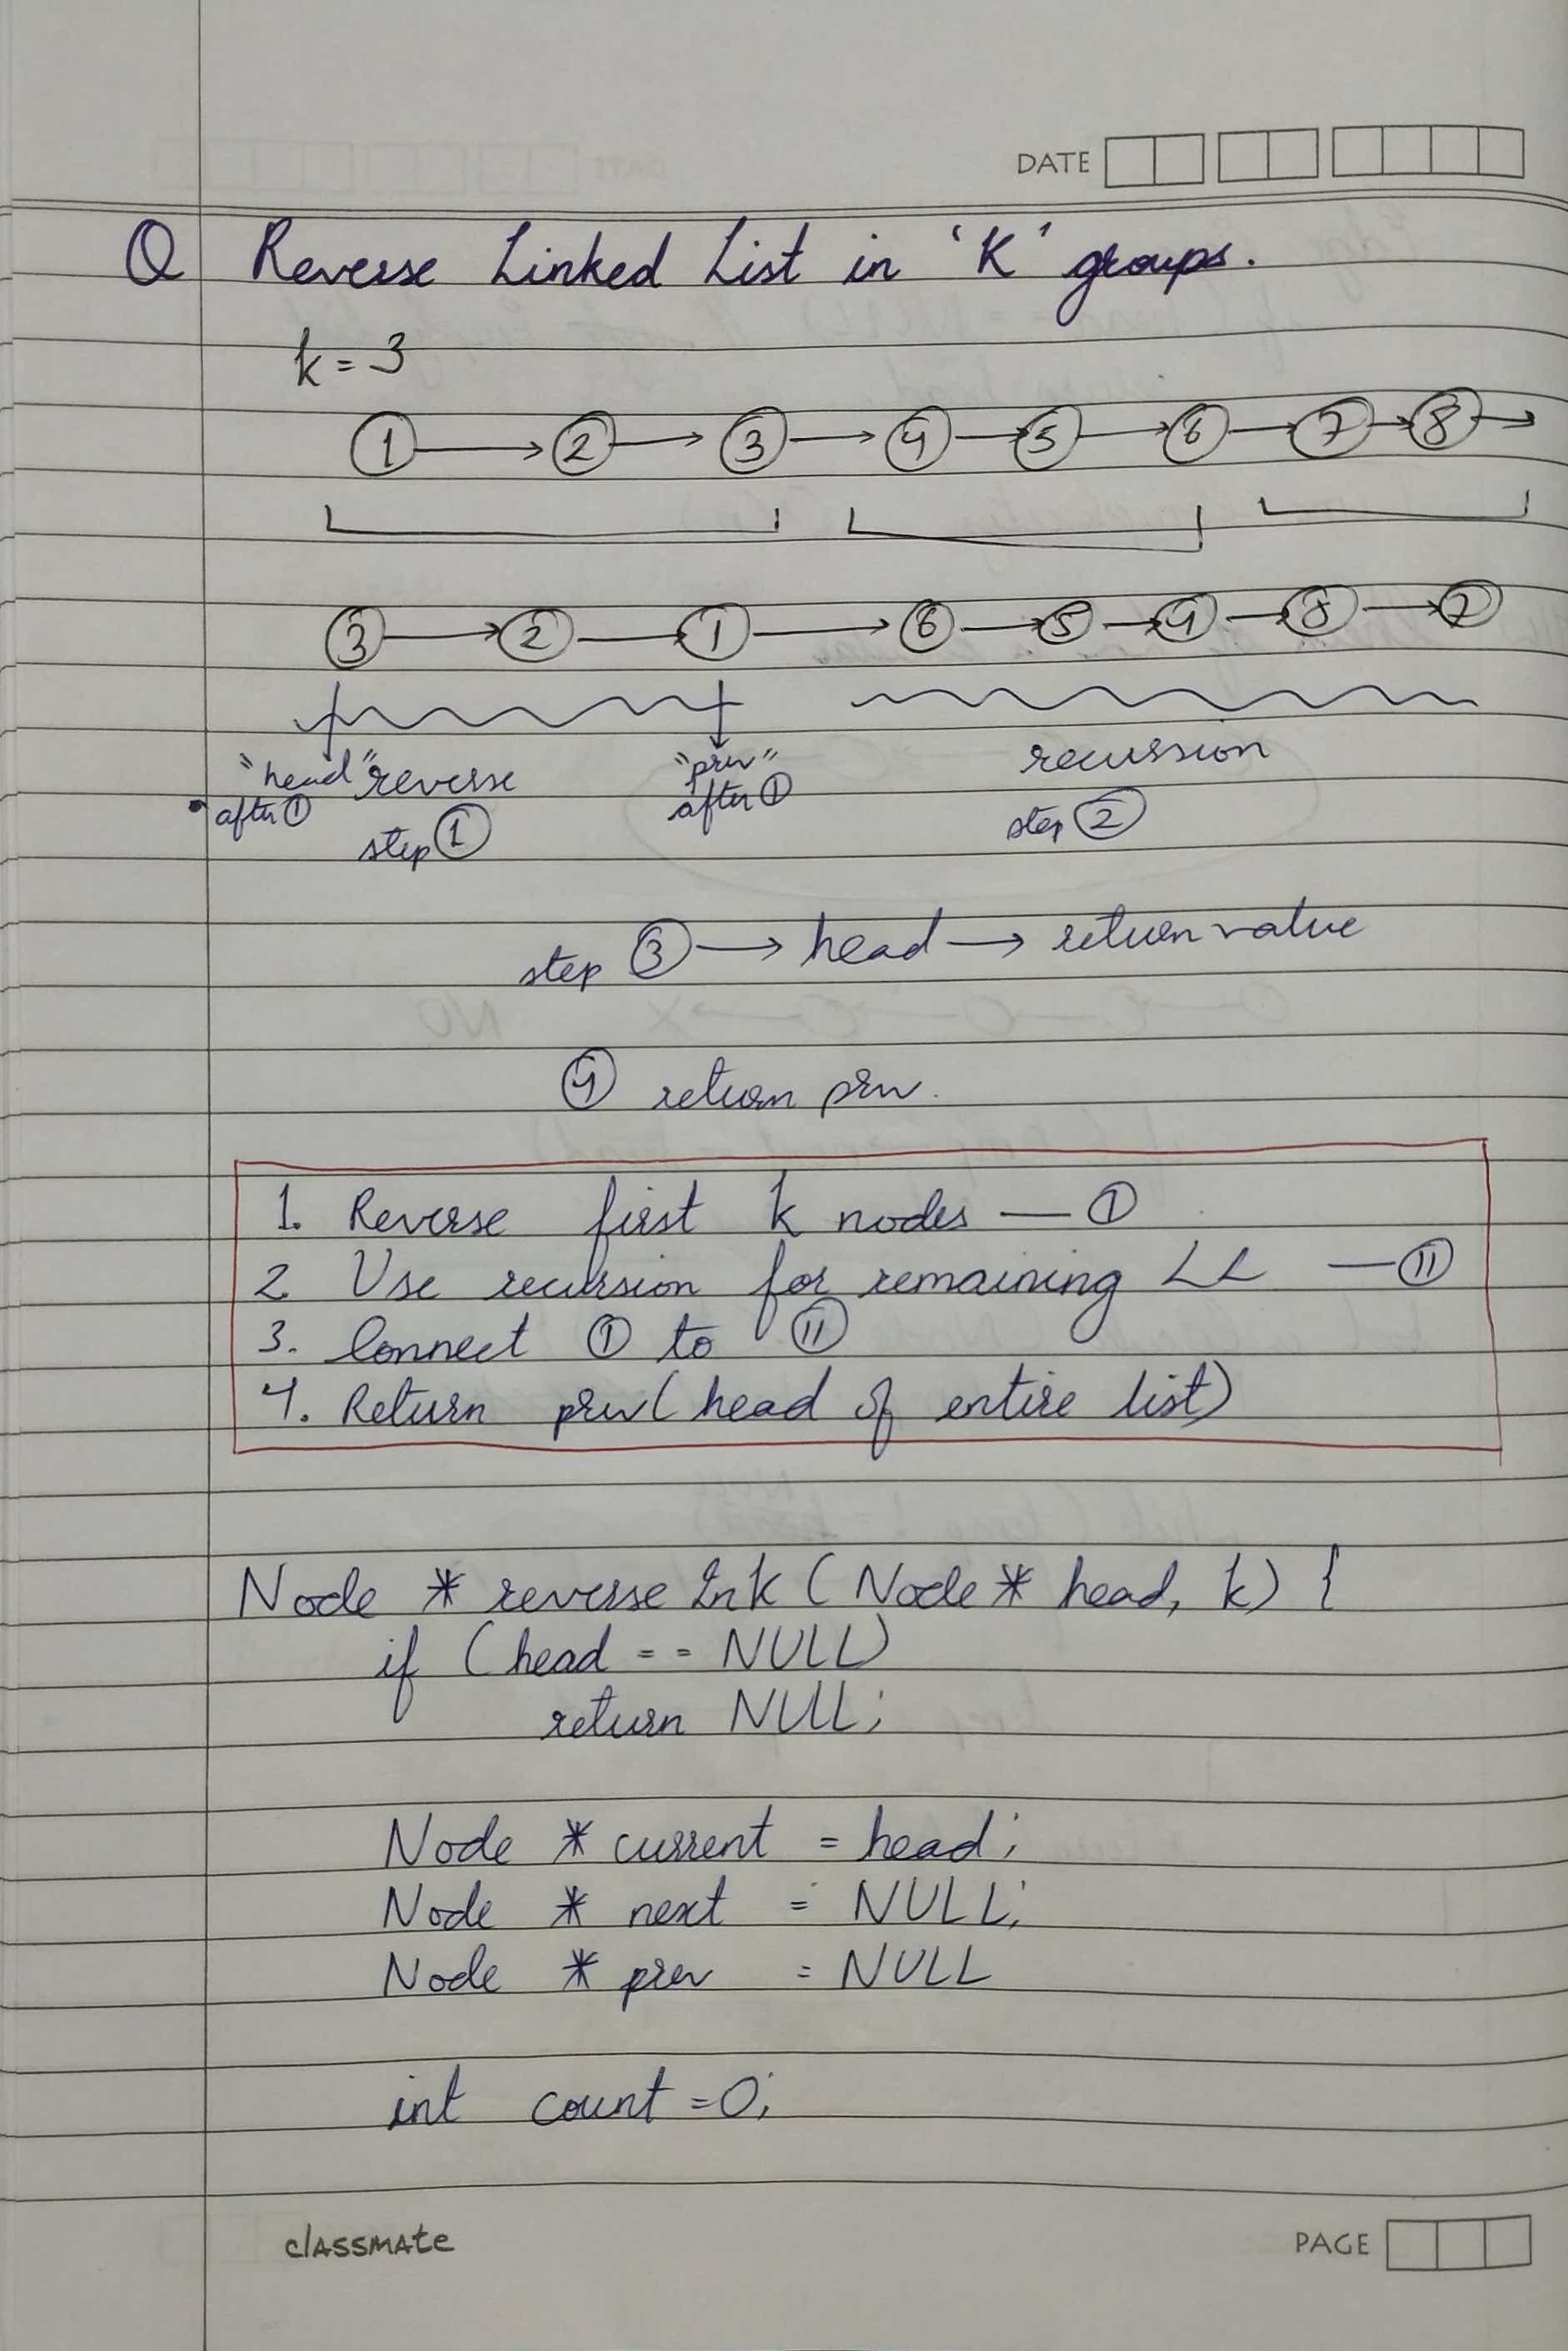 DATE
Q Reverse Linked List in 'K' groups.
k = 3
1 → 2 → 3 → 4 → 5 → 6 → 7 → 8 →
3 → 2 → 1 → 6 → 5 → 4 → 8 → 7
"head" reverse "prev" recussion
after ① after ①
step ① step ②
step ③ → head → return value
④ return prev.
1. Reverse first k nodes — ①
2 Use recursion for remaining LL — ⑪
3. Connect ① to ⑪
4. Return prev ( head of entire list)
Node * reverse In k ( Node * head, k) {
if ( head == NULL)
return NULL;
Node * current = head;
Node * next = NULL;
Node * prev = NULL
int count = 0;
classmate
PAGE